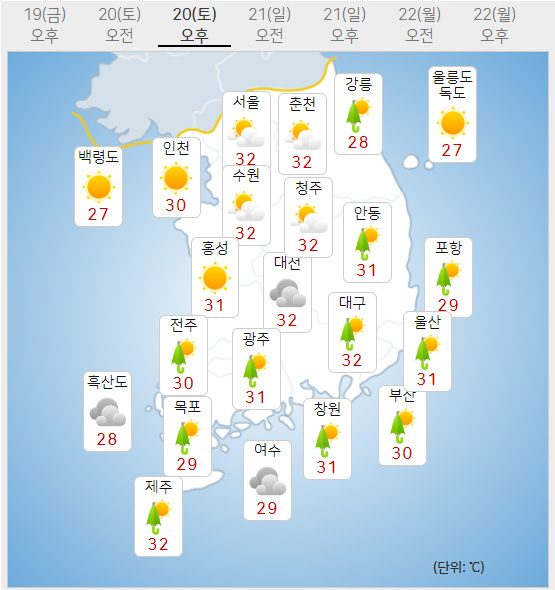 19(금) 20(토) 20(토) 21(일) 21(일) 22(월) 22(월)
오후 오전 오후 오전 오후 오전 오후
강릉
28
울릉도
독도
27
서울
32
춘천
32
백령도
27
인천
30
수원
32
청주
32
안동
31
홍성
31
대전
32
포항
29
대구
32
울산
31
전주
30
광주
31
흑산도
28
목포
29
창원
31
부산
30
여수
29
제주
32
(단위: ℃)